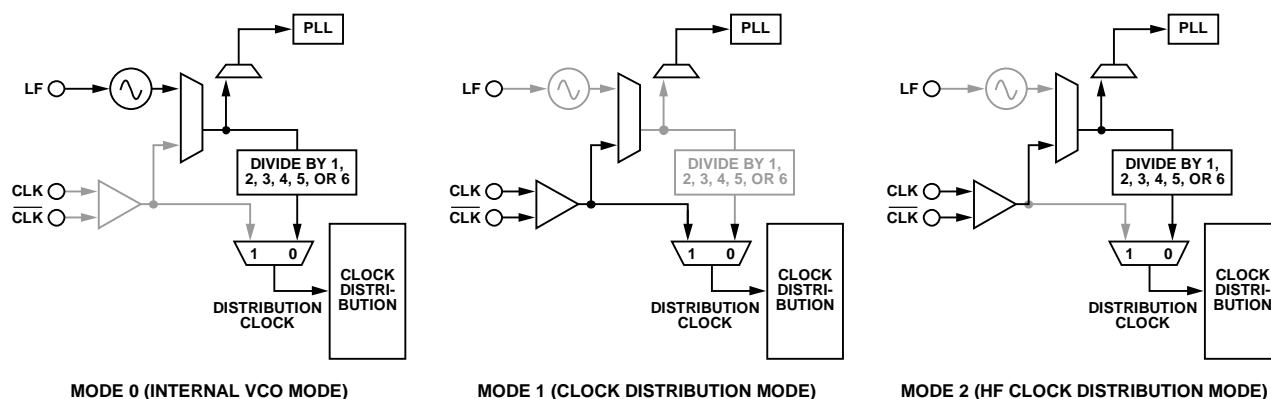 PLL
LF
DIVIDE BY 1,
2, 3, 4, 5, OR 6
CLK
CLK
1 0
CLOCK
DISTRI-
BUTION
DISTRIBUTION
CLOCK
MODE 0 (INTERNAL VCO MODE)
PLL
LF
DIVIDE BY 1,
2, 3, 4, 5, OR 6
CLK
CLK
1 0
CLOCK
DISTRI-
BUTION
DISTRIBUTION
CLOCK
MODE 1 (CLOCK DISTRIBUTION MODE)
PLL
LF
DIVIDE BY 1,
2, 3, 4, 5, OR 6
CLK
CLK
1 0
CLOCK
DISTRI-
BUTION
DISTRIBUTION
CLOCK
MODE 2 (HF CLOCK DISTRIBUTION MODE)